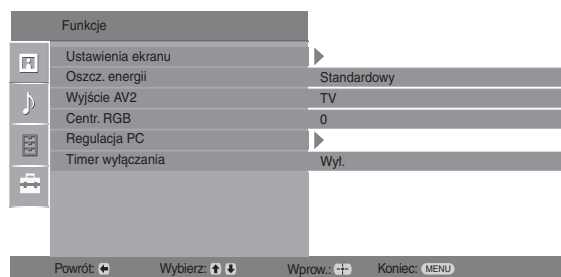 Funkcje
Ustawienia ekranu
Oszcz. energii Standardowy
Wyjście AV2 TV
Centr. RGB 0
Regulacja PC
Timer wyłączania Wył.
Powrót: Wybierz: Wprow.: Koniec: MENU